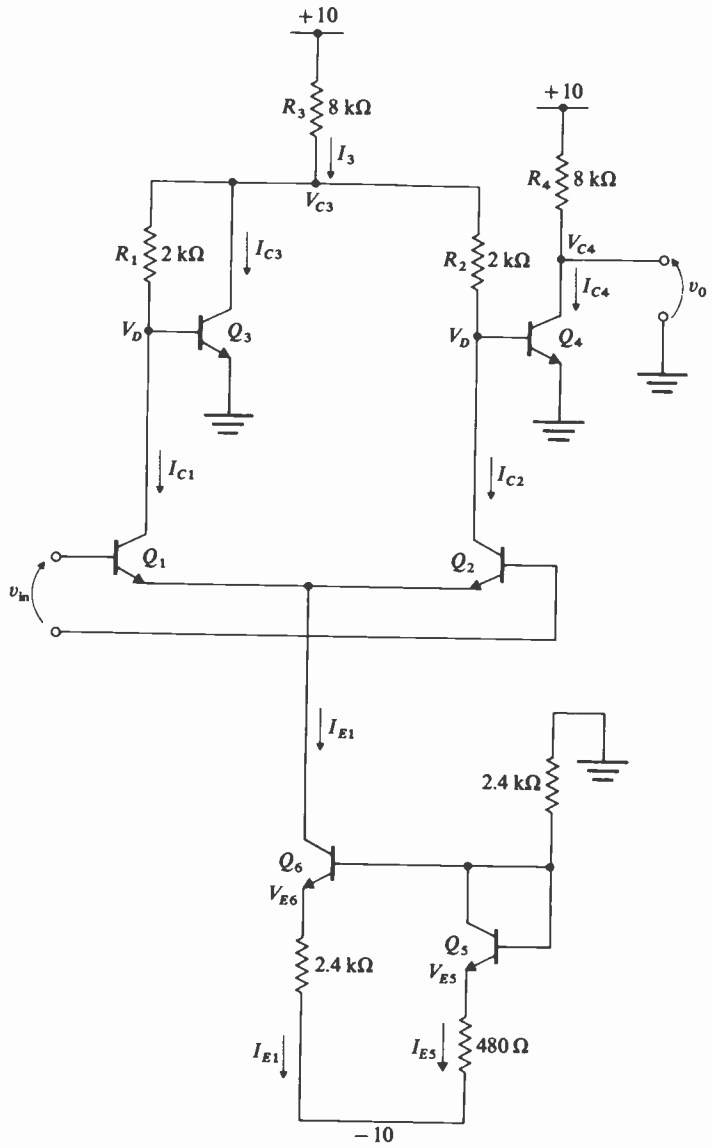 +10
R3 8 kΩ
I3
+10
R4 8 kΩ
VC3
R1 2 kΩ
IC3
R2 2 kΩ
VC4
IC4
v0
VD
Q3
VD
Q4
IC1
IC2
Q1
Q2
vin
IE1
2.4 kΩ
Q6
VE6
Q5
2.4 kΩ
VE5
IE1
IE5
480 Ω
−10